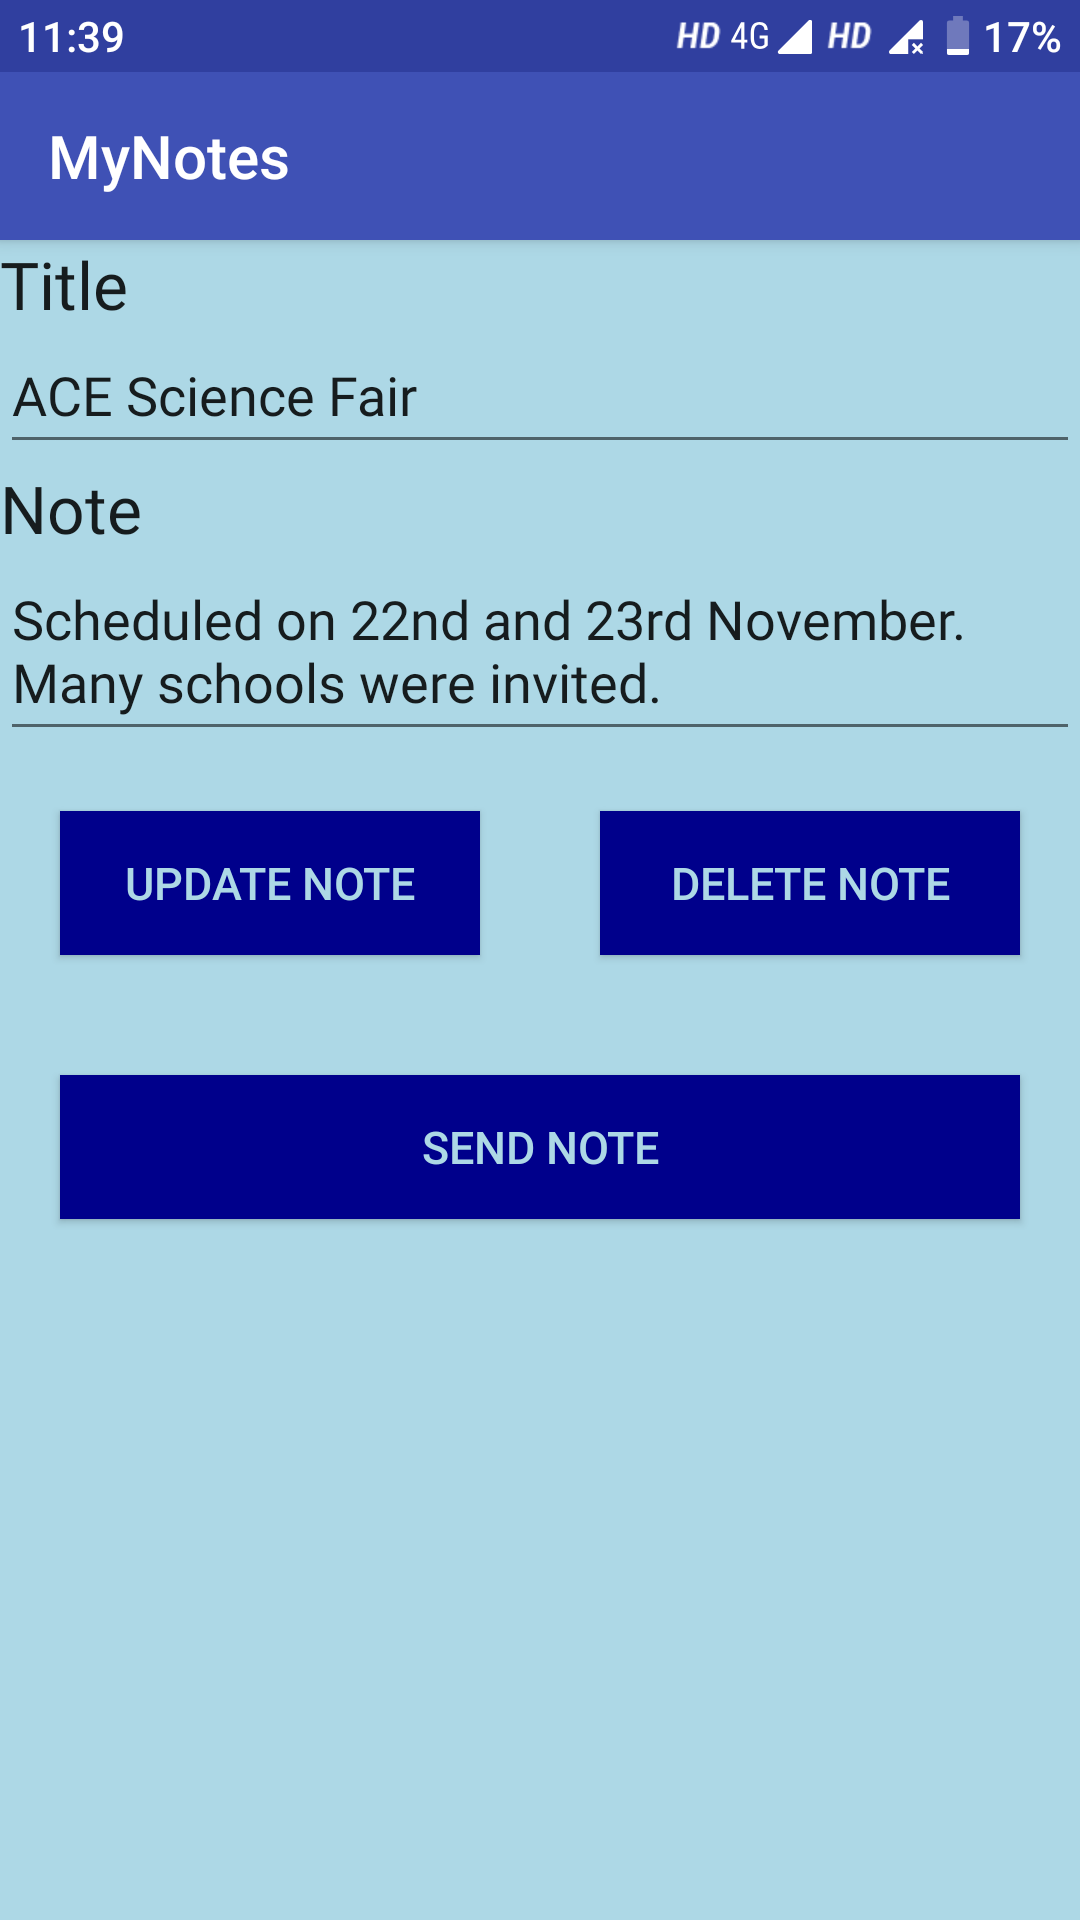 11:39 HD 4G HD 17%
MyNotes
Title
ACE Science Fair
Note
Scheduled on 22nd and 23rd November.
Many schools were invited.
UPDATE NOTE DELETE NOTE
SEND NOTE